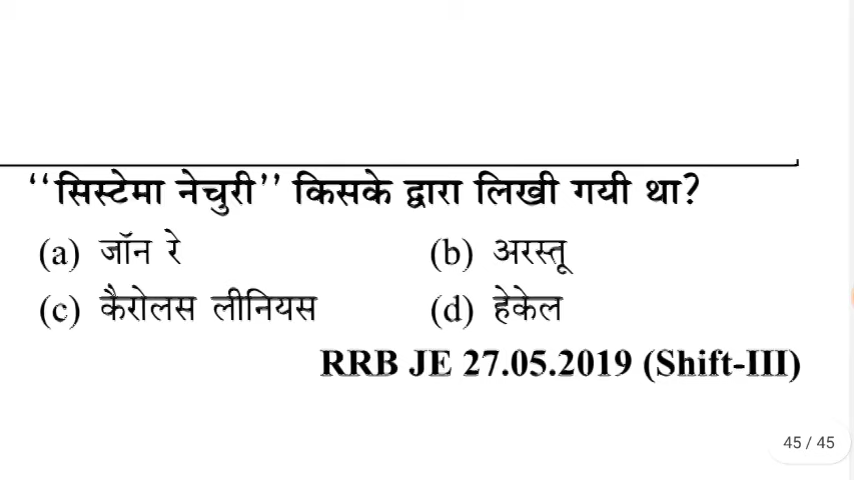 ‘‘सिस्टेमा नेचुरी’’ किसके द्वारा लिखी गयी था?
(a) जॉन रे (b) अरस्तू
(c) कैरोलस लीनियस (d) हेकेल
RRB JE 27.05.2019 (Shift-III)
45 / 45